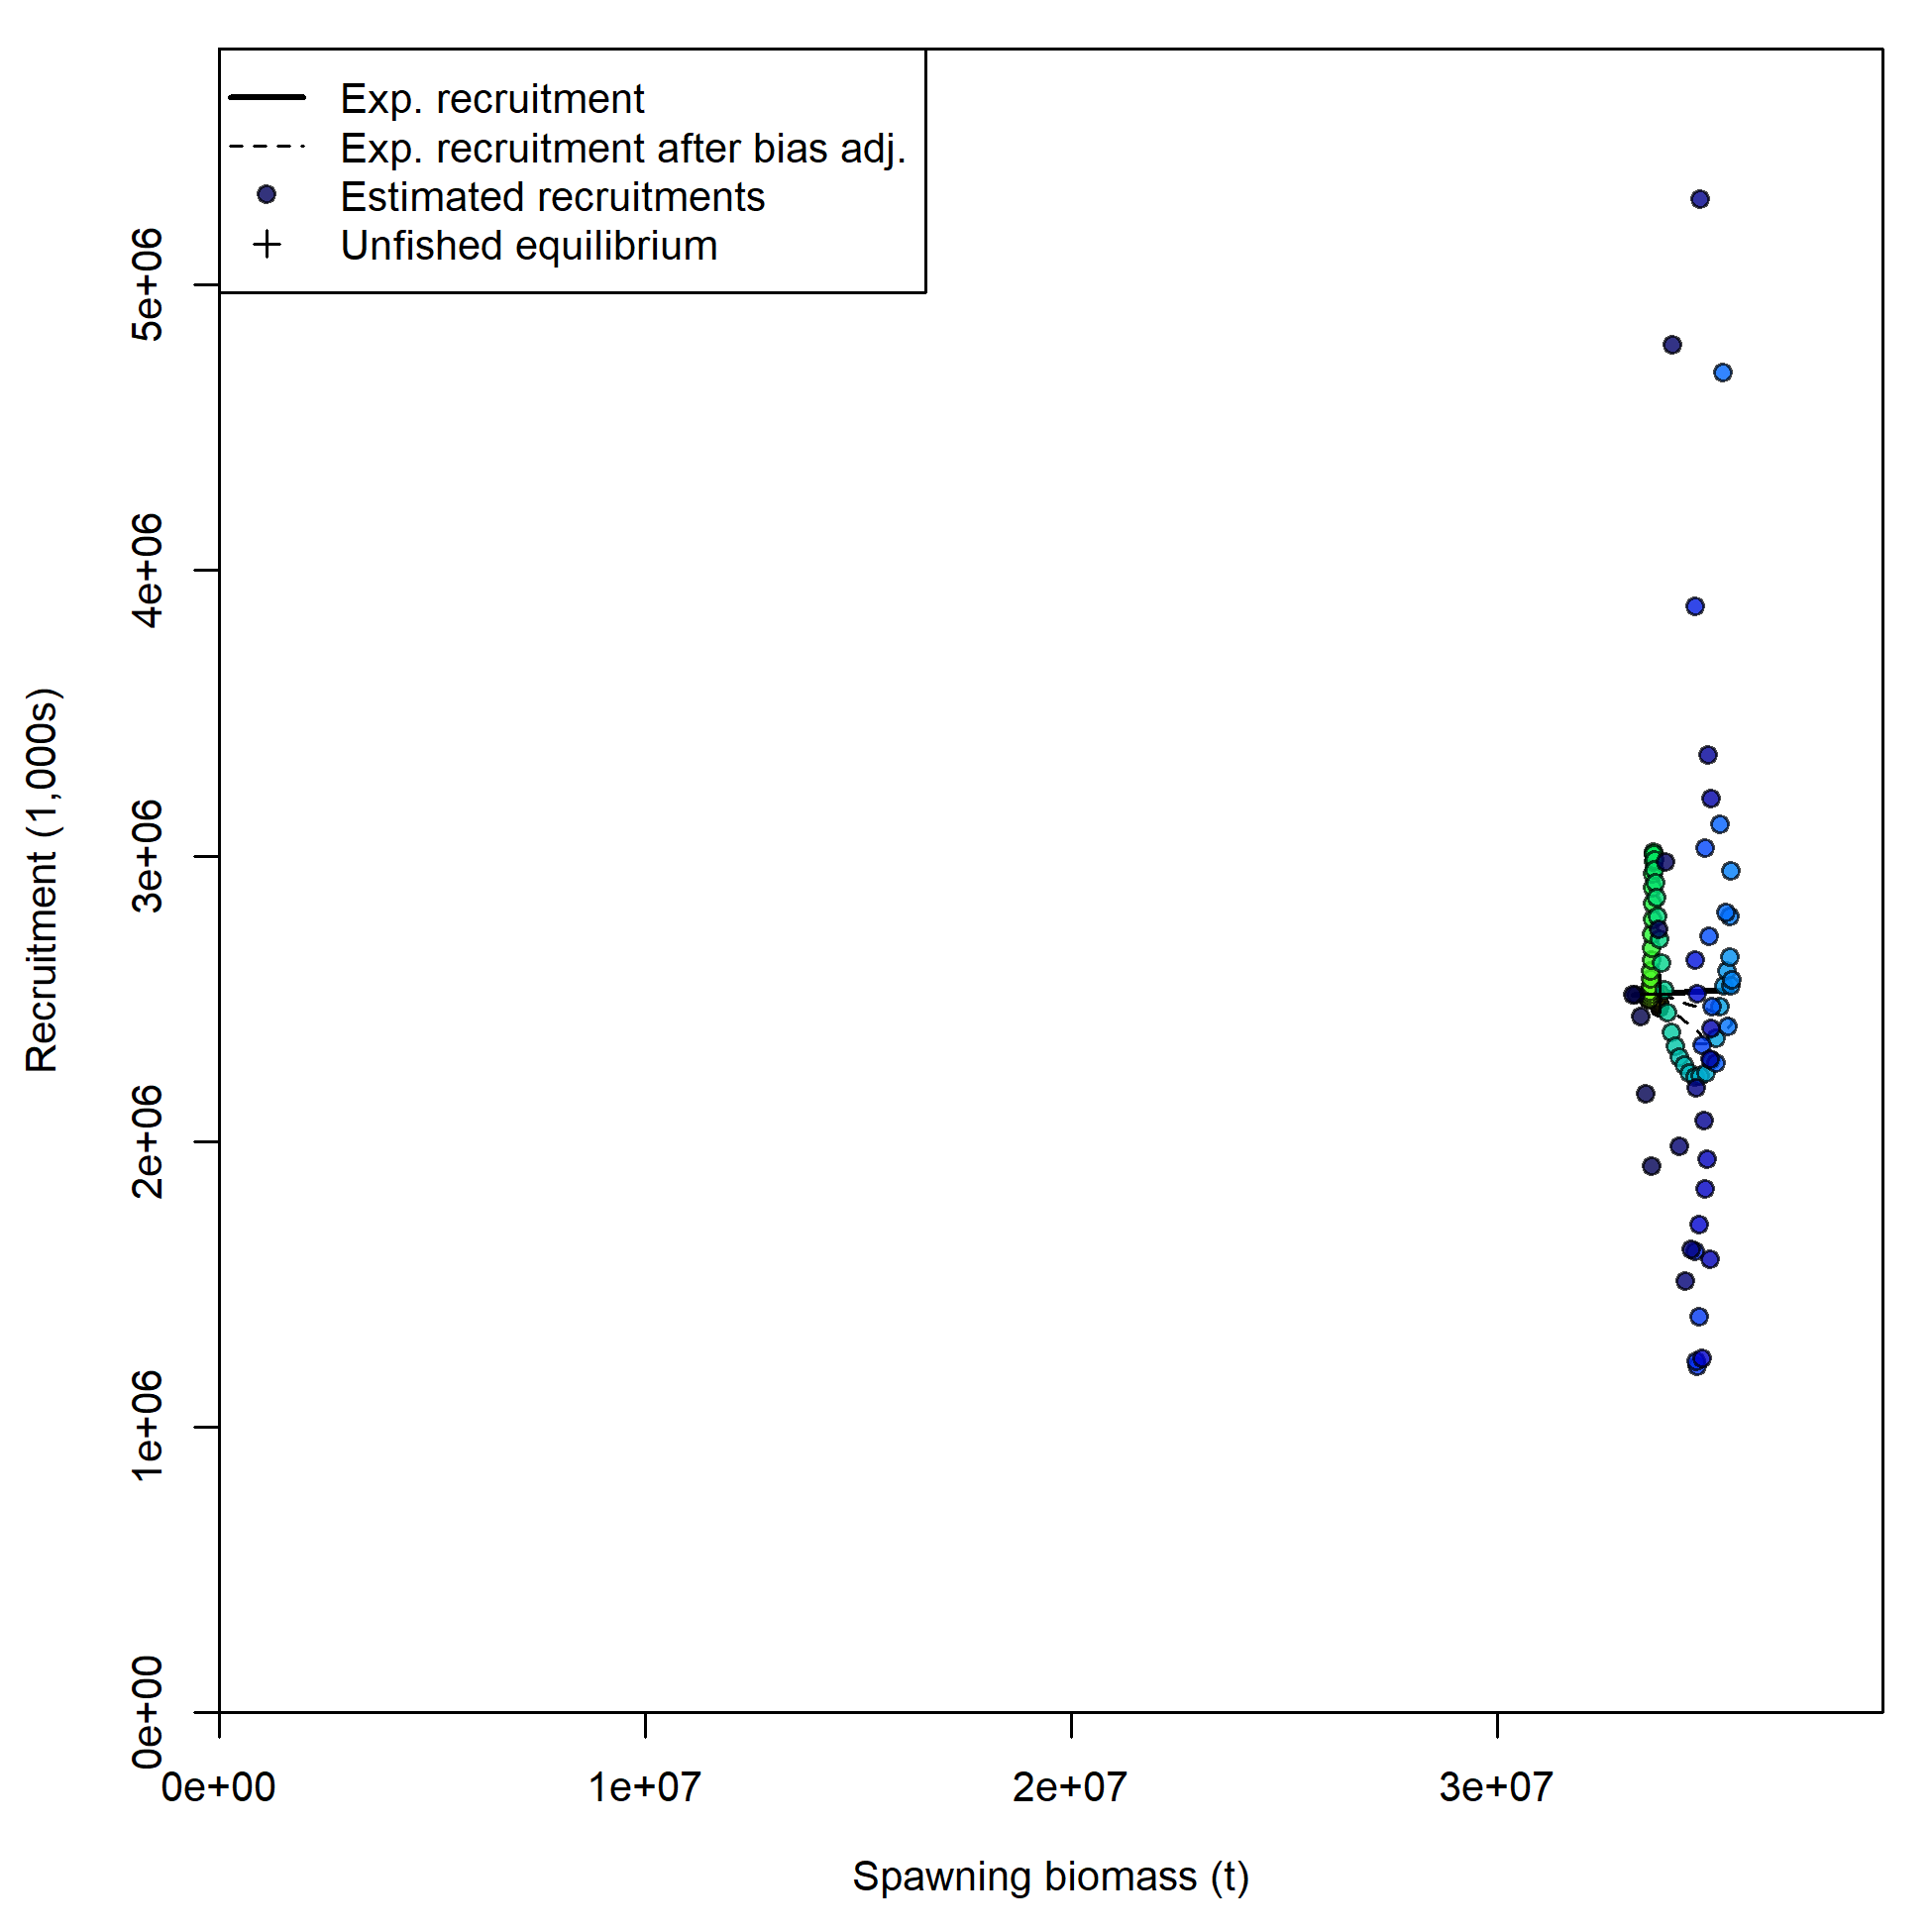 Exp. recruitment
Exp. recruitment after bias adj.
Estimated recruitments
Unfished equilibrium
Recruitment (1,000s)
5e+06
4e+06
3e+06
2e+06
1e+06
0e+00
0e+00 1e+07 2e+07 3e+07
Spawning biomass (t)